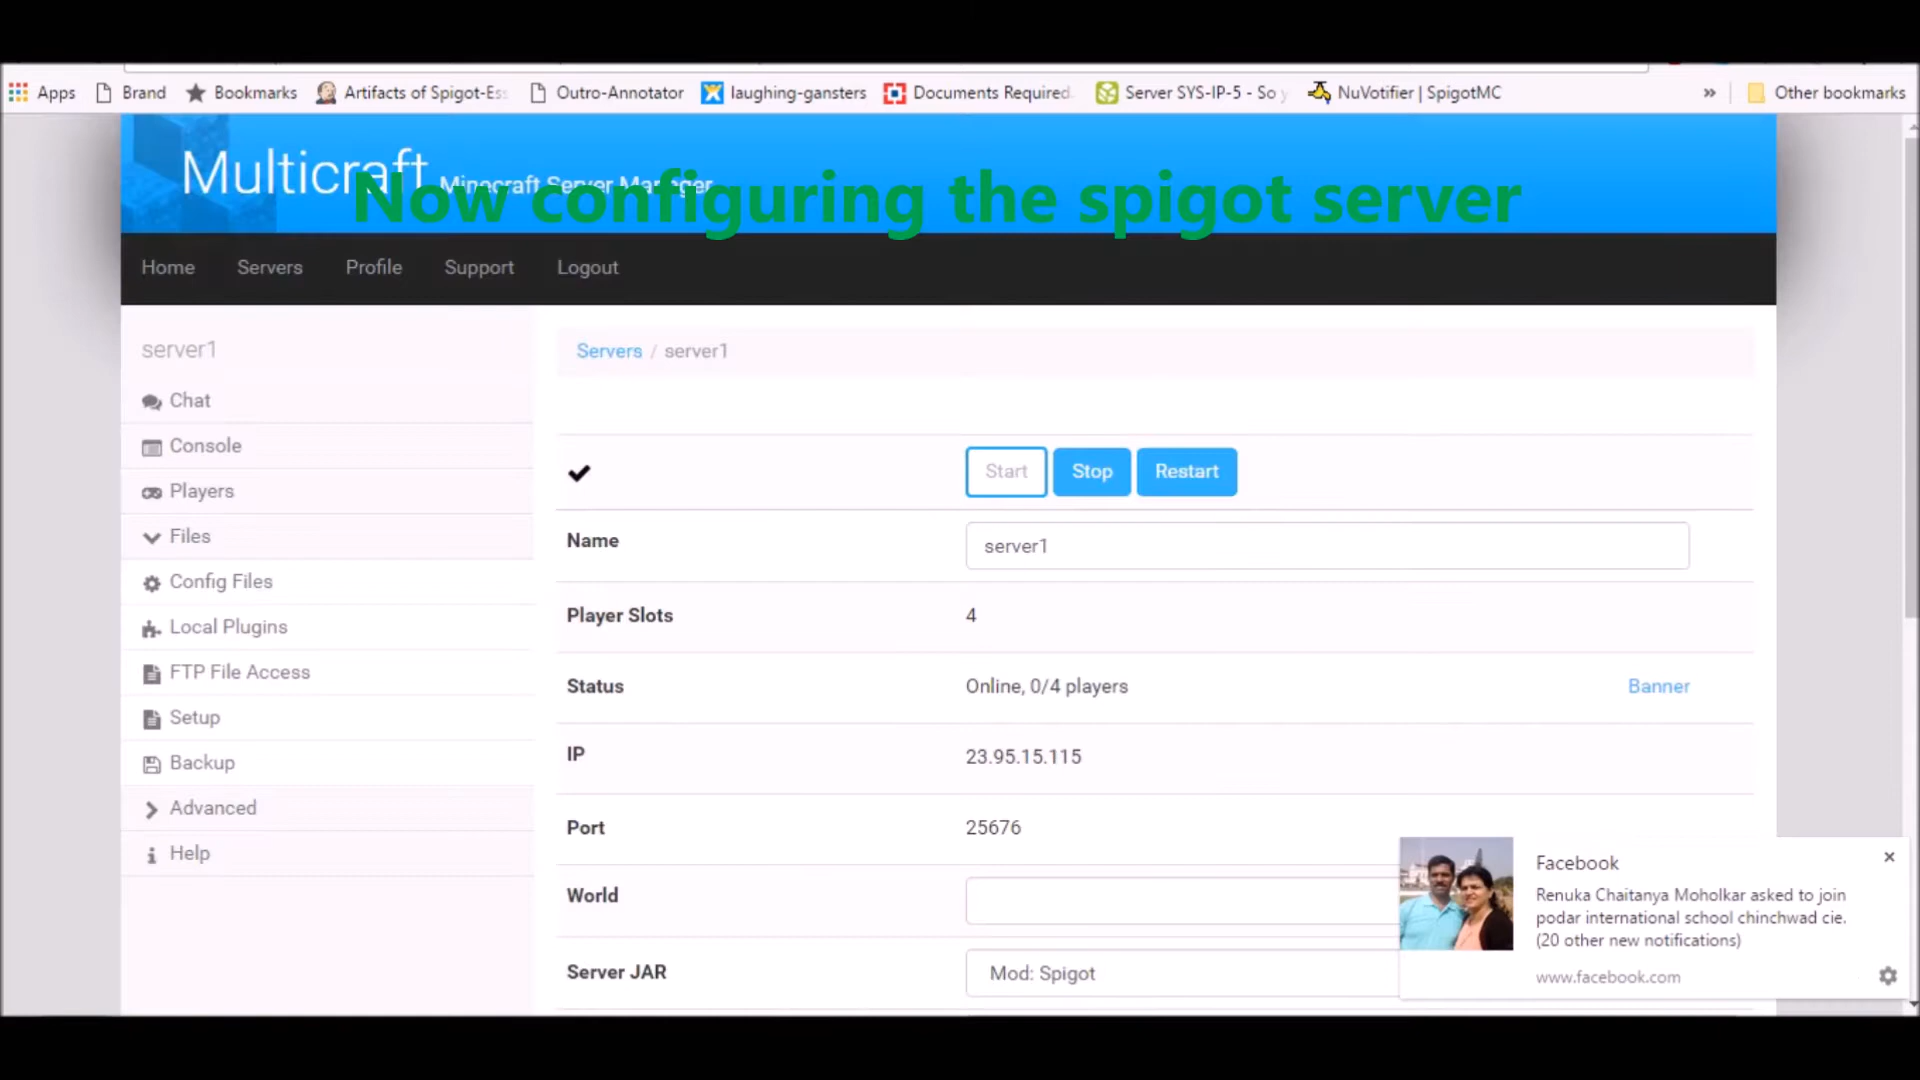 Apps
Brand
Bookmarks
Artifacts of Spigot-Es
Outro-Annotator
laughing-gansters
Documents Required
Server SYS-IP-5 - So y
NuVotifier | SpigotMC
»
Other bookmarks
Multicraft Minecraft Server Manager
Now configuring the spigot server
Home
Servers
Profile
Support
Logout
server1
Chat
Console
Players
Files
Config Files
Local Plugins
FTP File Access
Setup
Backup
Advanced
Help
Servers / server1
Start
Stop
Restart
Name
server1
Player Slots
4
Status
Online, 0/4 players
Banner
IP
23.95.15.115
Port
25676
World
Server JAR
Mod: Spigot
Facebook
Renuka Chaitanya Moholkar asked to join
podar international school chinchwad cie.
(20 other new notifications)
www.facebook.com